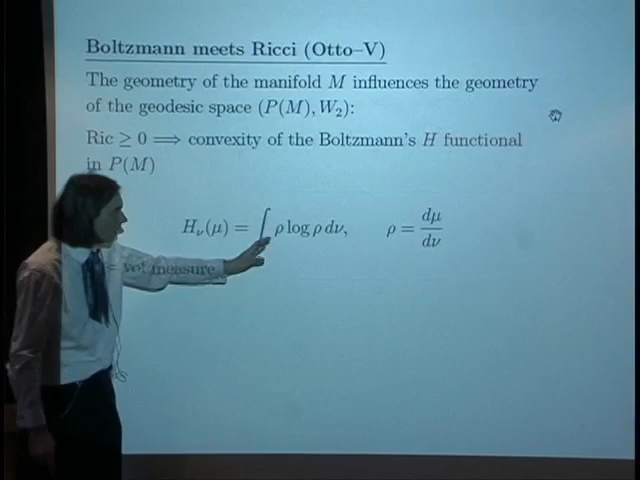 Boltzmann meets Ricci (Otto–V)
The geometry of the manifold M influences the geometry
of the geodesic space (P(M), W₂):
Ric ≥ 0 ⟹ convexity of the Boltzmann's H functional
in P(M)
H_ν(μ) = ∫ ρ log ρ dν, ρ = dμ/dν
= vol measure